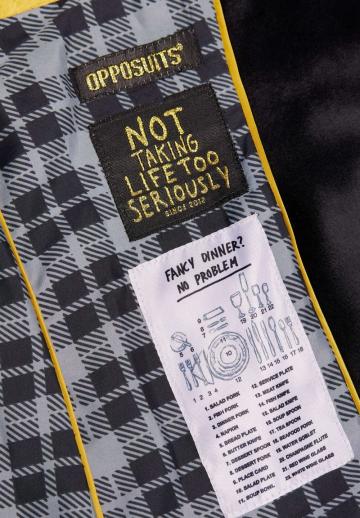 OPPOSUITS®
NOT
TAKING
LIFE TOO
SERIOUSLY
SINCE 2012
FANCY DINNER?
NO PROBLEM
1. SALAD FORK
2. FISH FORK
3. DINNER FORK
4. NAPKIN
5. BREAD PLATE
6. BUTTER KNIFE
7. DESSERT SPOON
8. DESSERT FORK
9. PLACE CARD
10. SALAD PLATE
11. SOUP BOWL
12. SERVICE PLATE
13. MEAT KNIFE
14. FISH KNIFE
15. SALAD KNIFE
16. SOUP SPOON
17. TEA SPOON
18. SEAFOOD FORK
19. WATER GOBLET
20. CHAMPAGNE FLUTE
21. RED WINE GLASS
22. WHITE WINE GLASS